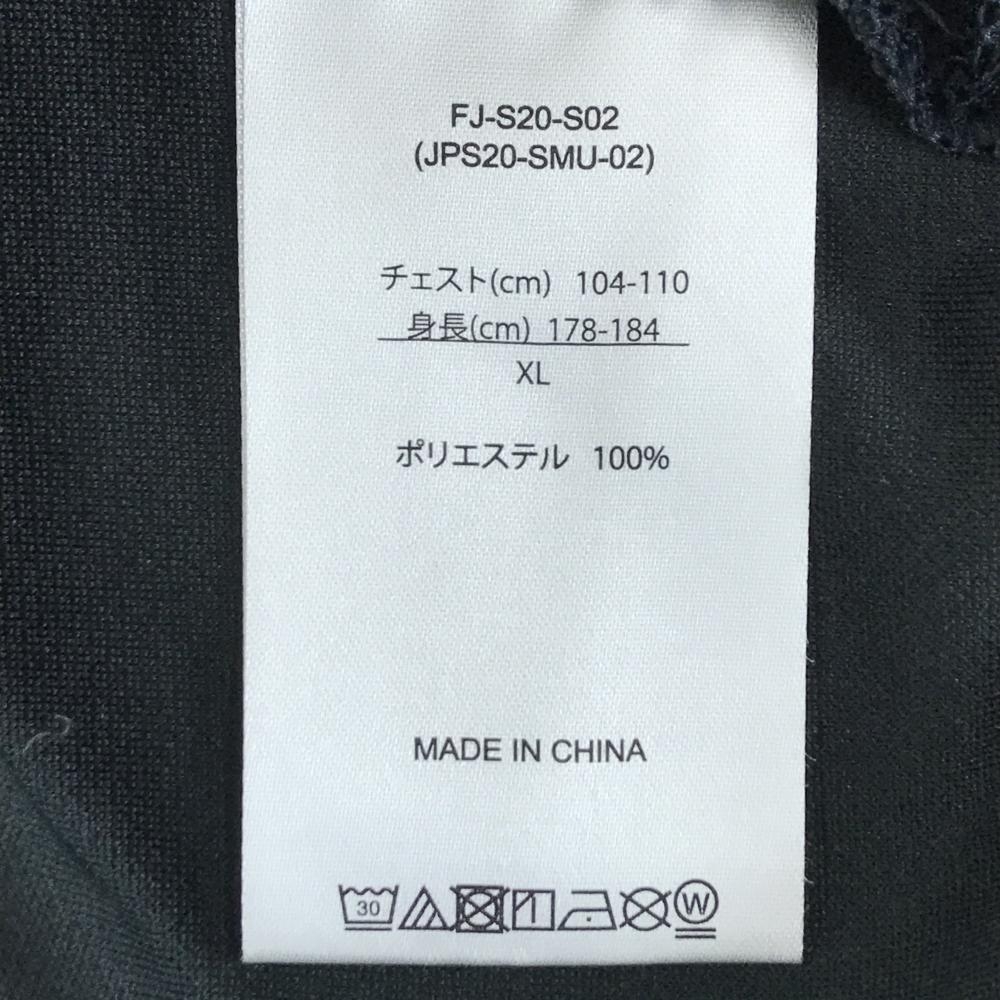 FJ-S20-S02
(JPS20-SMU-02)
チェスト(cm) 104-110
身長(cm) 178-184
XL
ポリエステル 100%
MADE IN CHINA
30 W